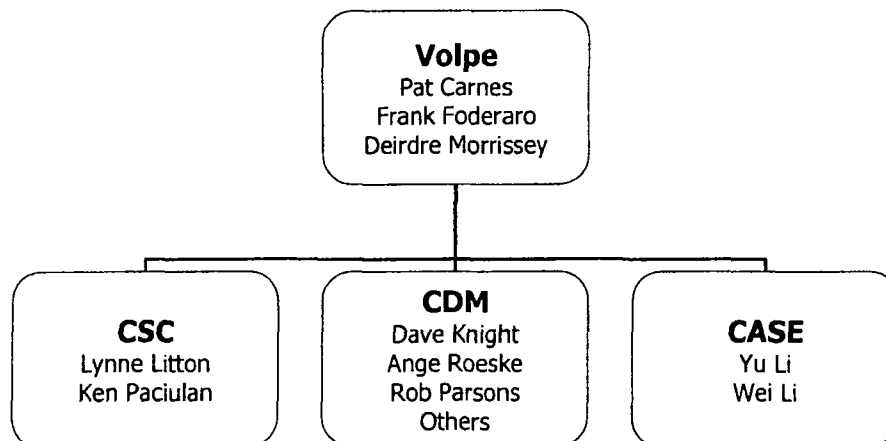 Volpe
Pat Carnes
Frank Foderaro
Deirdre Morrissey
CSC
Lynne Litton
Ken Paciulan
CDM
Dave Knight
Ange Roeske
Rob Parsons
Others
CASE
Yu Li
Wei Li